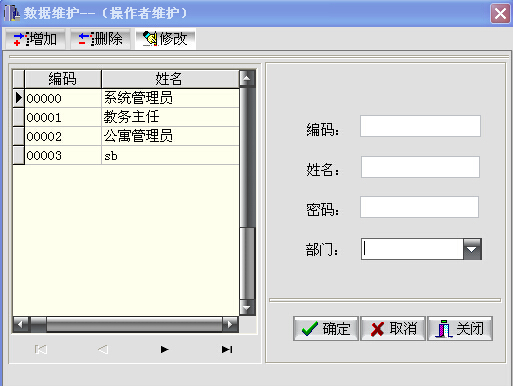 数据维护--（操作者维护）
增加 删除 修改
编码 姓名
00000 系统管理员
00001 教务主任
00002 公寓管理员
00003 sb
编码：
姓名：
密码：
部门：
确定 取消 关闭